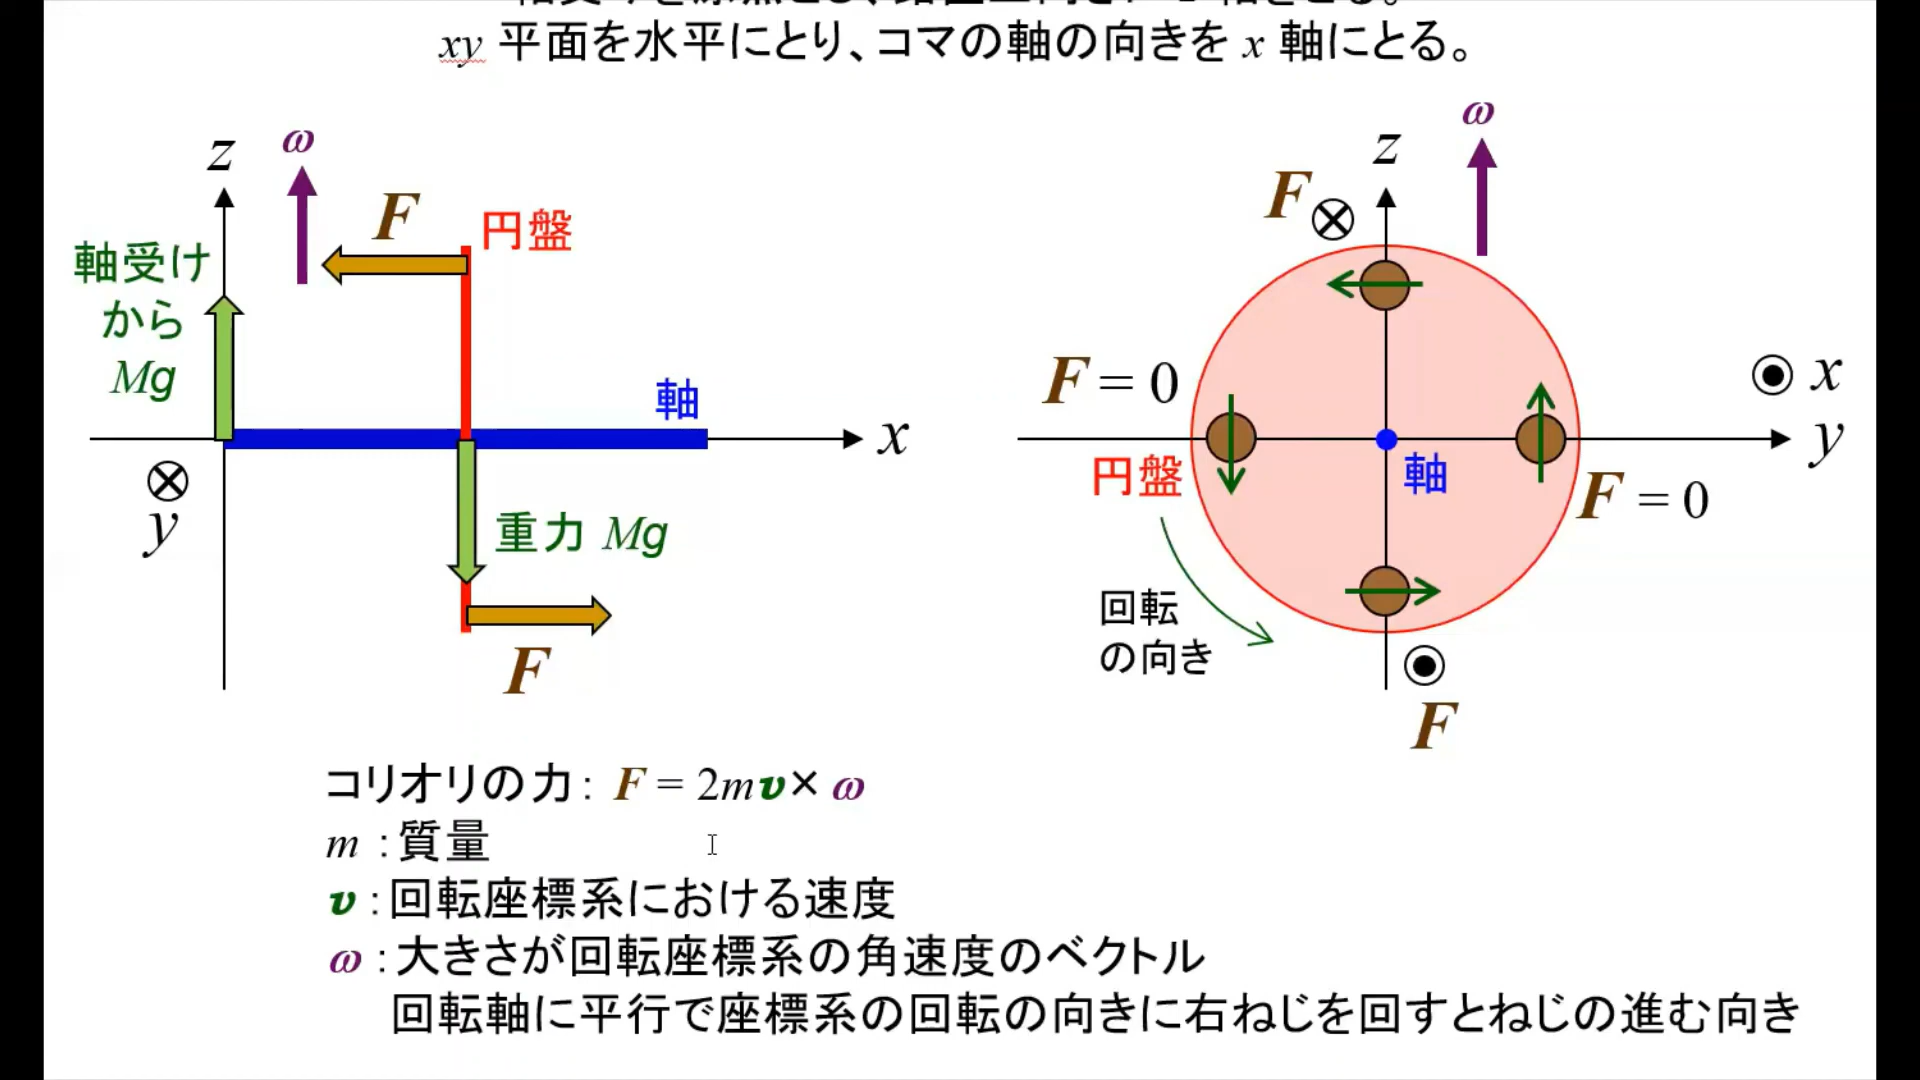 xy 平面を水平にとり、コマの軸の向きを x 軸にとる。
z
ω
F
円盤
軸受け
から
Mg
軸
x
y
重力 Mg
F
ω
z
F
F = 0
x
y
円盤
軸
F = 0
回転
の向き
F
コリオリの力: F = 2mv× ω
m :質量
v :回転座標系における速度
ω :大きさが回転座標系の角速度のベクトル
回転軸に平行で座標系の回転の向きに右ねじを回すとねじの進む向き